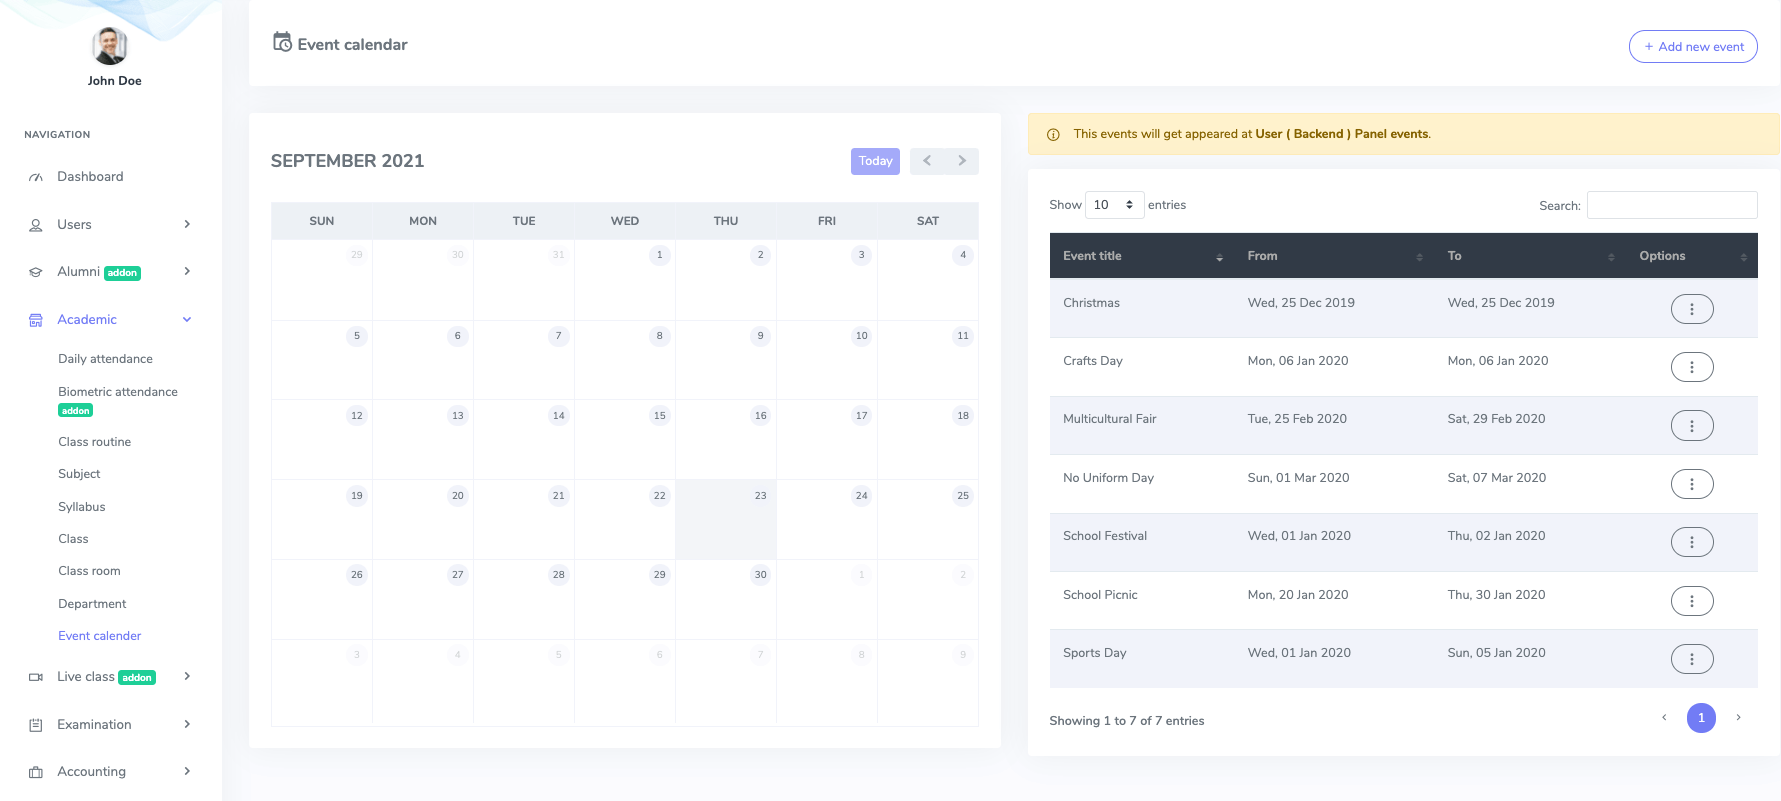 John Doe
NAVIGATION
Dashboard
Users
Alumni addon
Academic
Daily attendance
Biometric attendance
addon
Class routine
Subject
Syllabus
Class
Class room
Department
Event calender
Live class addon
Examination
Accounting
Event calendar
+ Add new event
SEPTEMBER 2021
Today
SUN MON TUE WED THU FRI SAT
29 30 31 1 2 3 4
5 6 7 8 9 10 11
12 13 14 15 16 17 18
19 20 21 22 23 24 25
26 27 28 29 30 1 2
3 4 5 6 7 8 9
This events will get appeared at User ( Backend ) Panel events.
Show 10 entries
Search:
Event title From To Options
Christmas Wed, 25 Dec 2019 Wed, 25 Dec 2019
Crafts Day Mon, 06 Jan 2020 Mon, 06 Jan 2020
Multicultural Fair Tue, 25 Feb 2020 Sat, 29 Feb 2020
No Uniform Day Sun, 01 Mar 2020 Sat, 07 Mar 2020
School Festival Wed, 01 Jan 2020 Thu, 02 Jan 2020
School Picnic Mon, 20 Jan 2020 Thu, 30 Jan 2020
Sports Day Wed, 01 Jan 2020 Sun, 05 Jan 2020
Showing 1 to 7 of 7 entries
1